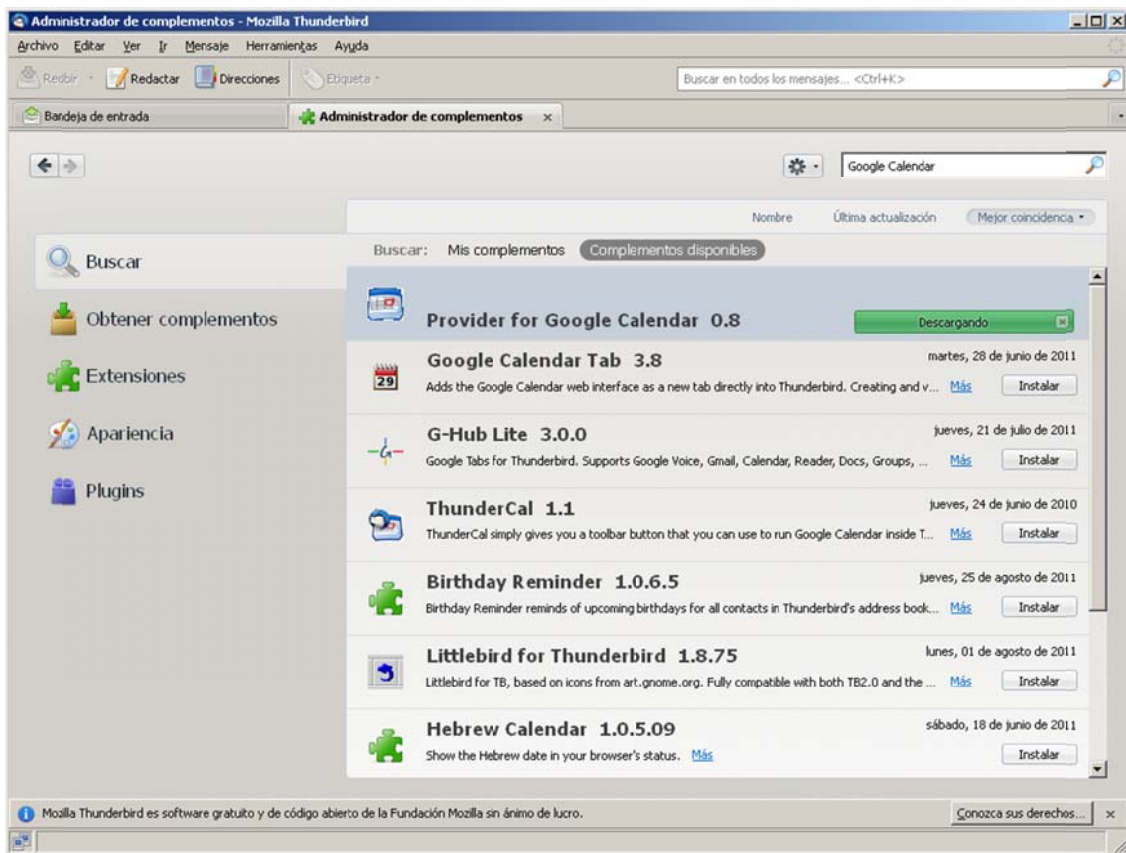 Administrador de complementos - Mozilla Thunderbird
Archivo Editar Ver Ir Mensaje Herramientas Ayuda
Recibir Redactar Direcciones Etiqueta Buscar en todos los mensajes... <Ctrl+K>
Bandeja de entrada Administrador de complementos
Google Calendar
Nombre Última actualización Mejor coincidencia
Buscar
Obtener complementos
Extensiones
Apariencia
Plugins
Buscar: Mis complementos Complementos disponibles
Provider for Google Calendar 0.8 Descargando
Google Calendar Tab 3.8 martes, 28 de junio de 2011
29
Adds the Google Calendar web interface as a new tab directly into Thunderbird. Creating and v... Más Instalar
G-Hub Lite 3.0.0 jueves, 21 de julio de 2011
Google Tabs for Thunderbird. Supports Google Voice, Gmail, Calendar, Reader, Docs, Groups, ... Más Instalar
ThunderCal 1.1 jueves, 24 de junio de 2010
ThunderCal simply gives you a toolbar button that you can use to run Google Calendar inside T... Más Instalar
Birthday Reminder 1.0.6.5 jueves, 25 de agosto de 2011
Birthday Reminder reminds of upcoming birthdays for all contacts in Thunderbird's address book... Más Instalar
Littlebird for Thunderbird 1.8.75 lunes, 01 de agosto de 2011
Littlebird for TB, based on icons from art.gnome.org. Fully compatible with both TB2.0 and the ... Más Instalar
Hebrew Calendar 1.0.5.09 sábado, 18 de junio de 2011
Show the Hebrew date in your browser's status. Más Instalar
Mozilla Thunderbird es software gratuito y de código abierto de la Fundación Mozilla sin ánimo de lucro. Conozca sus derechos...